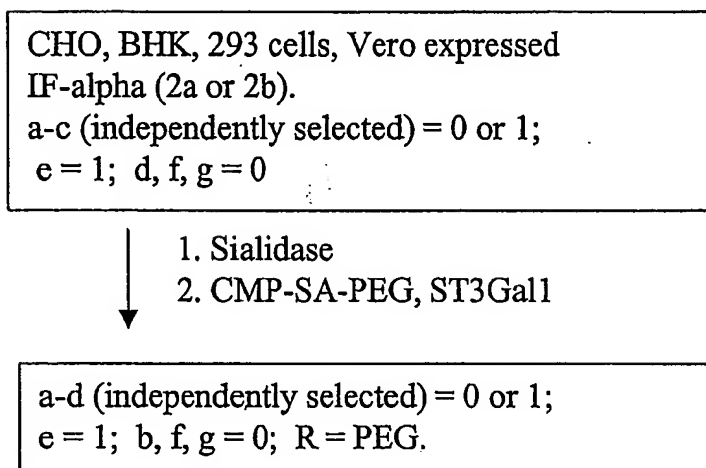 CHO, BHK, 293 cells, Vero expressed
IF-alpha (2a or 2b).
a-c (independently selected) = 0 or 1;
e = 1; d, f, g = 0
1. Sialidase
2. CMP-SA-PEG, ST3Gal1
a-d (independently selected) = 0 or 1;
e = 1; b, f, g = 0; R = PEG.